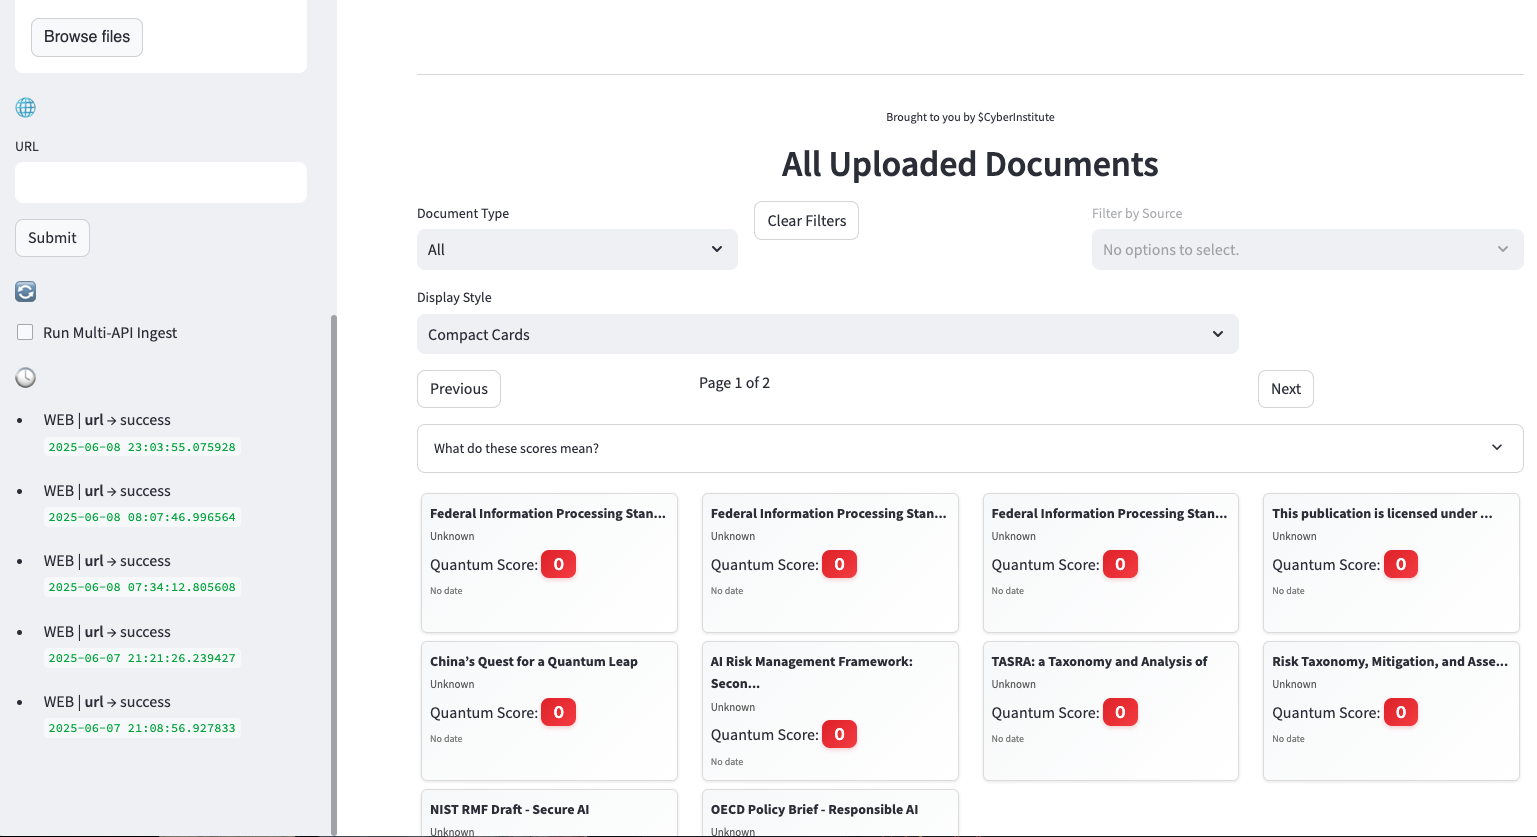 Browse files
URL
Submit
Run Multi-API Ingest
WEB | url → success
2025-06-08 23:03:55.075928
WEB | url → success
2025-06-08 08:07:46.996564
WEB | url → success
2025-06-08 07:34:12.805608
WEB | url → success
2025-06-07 21:21:26.239427
WEB | url → success
2025-06-07 21:08:56.927833
Brought to you by $CyberInstitute
All Uploaded Documents
Document Type
All
Clear Filters
Filter by Source
No options to select.
Display Style
Compact Cards
Previous
Page 1 of 2
Next
What do these scores mean?
Federal Information Processing Stan...
Unknown
Quantum Score: 0
No date
Federal Information Processing Stan...
Unknown
Quantum Score: 0
No date
Federal Information Processing Stan...
Unknown
Quantum Score: 0
No date
This publication is licensed under ...
Unknown
Quantum Score: 0
No date
China’s Quest for a Quantum Leap
Unknown
Quantum Score: 0
No date
AI Risk Management Framework:
Secon...
Unknown
Quantum Score: 0
No date
TASRA: a Taxonomy and Analysis of
Unknown
Quantum Score: 0
No date
Risk Taxonomy, Mitigation, and Asse...
Unknown
Quantum Score: 0
No date
NIST RMF Draft - Secure AI
Unknown
OECD Policy Brief - Responsible AI
Unknown